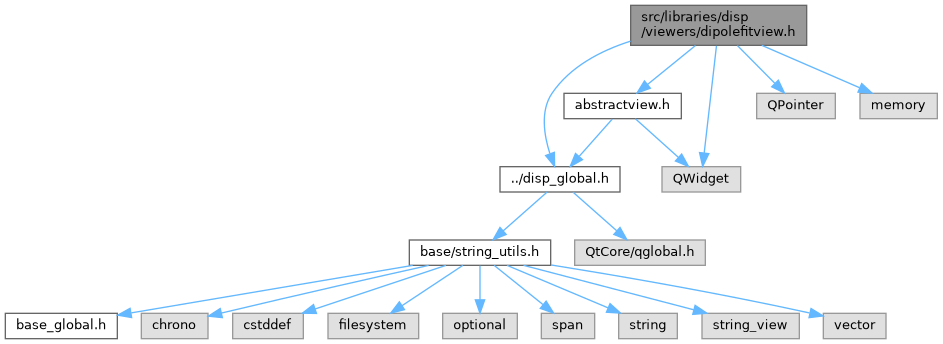 src/libraries/disp
/viewers/dipolefitview.h
abstractview.h
QPointer
memory
../disp_global.h
QWidget
base/string_utils.h
QtCore/qglobal.h
base_global.h
chrono
cstddef
filesystem
optional
span
string
string_view
vector